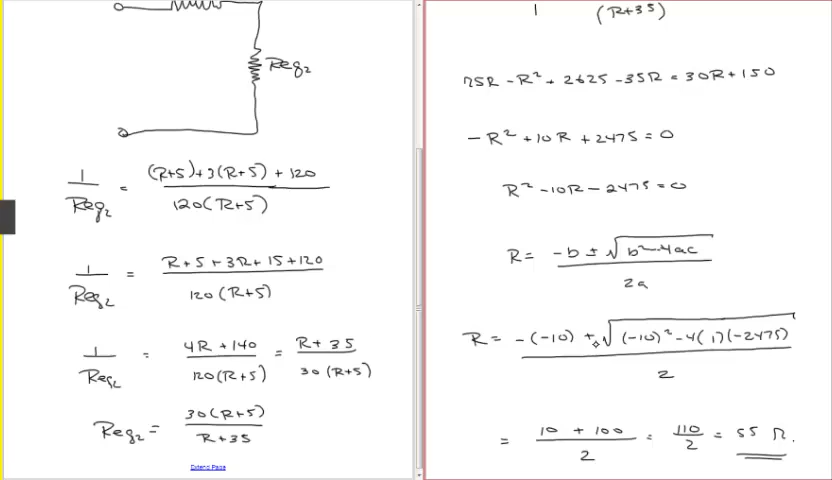 Req₂
1/Req₂ = ((R+5)+3(R+5)+120)/(120(R+5))
1/Req₂ = (R+5+3R+15+120)/(120(R+5))
1/Req₂ = (4R+140)/(120(R+5)) = (R+35)/(30(R+5))
Req₂ = (30(R+5))/(R+35)
Extend Page
1 (R+35)
75R - R² + 2625 - 35R = 30R + 150
-R² + 10R + 2475 = 0
R² - 10R - 2475 = 0
R = (-b ± √(b² - 4ac))/(2a)
R = (-(-10) + √((-10)² - 4(1)(-2475)))/2
= (10 + 100)/2 = 110/2 = 55 Ω.